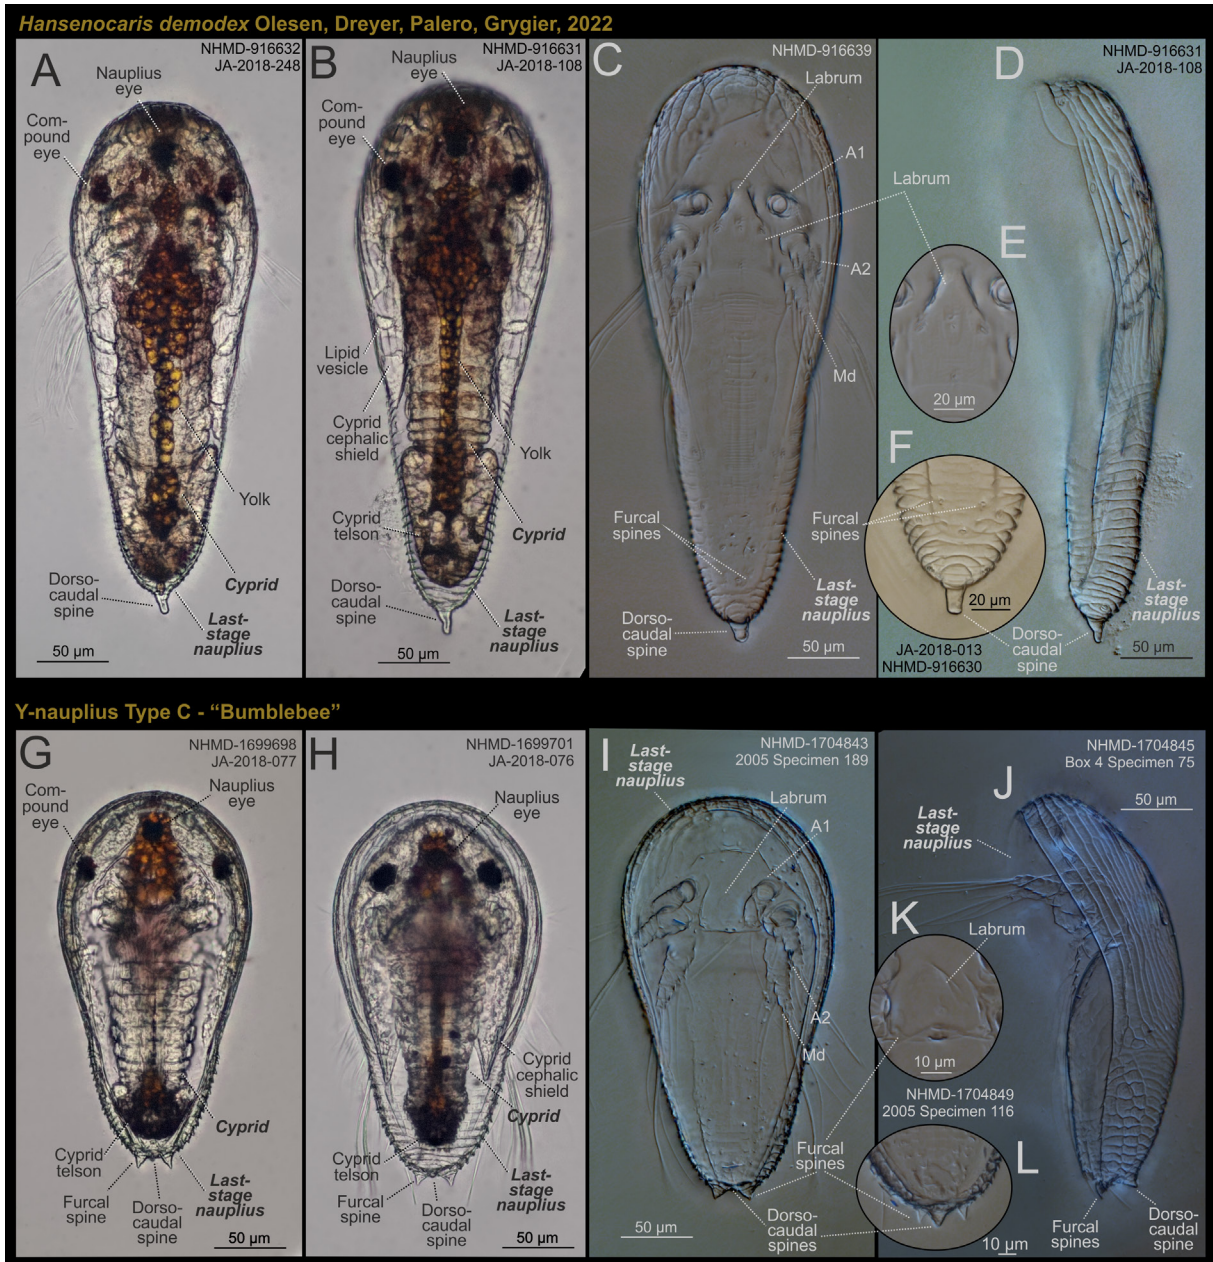 Hansenocaris demodex Olesen, Dreyer, Palero, Grygier, 2022
A
NHMD-916632
JA-2018-248
Nauplius
eye
Com-
pound
eye
Yolk
Cyprid
Dorso-
caudal
spine
Last-
stage
nauplius
50 µm
B
NHMD-916631
JA-2018-108
Nauplius
eye
Com-
pound
eye
Lipid
vesicle
Cyprid
cephalic
shield
Yolk
Cyprid
telson
Cyprid
Dorso-
caudal
spine
Last-
stage
nauplius
50 µm
C
NHMD-916639
Labrum
A1
A2
Md
Furcal
spines
Last-
stage
nauplius
Dorso-
caudal
spine
50 µm
D
NHMD-916631
JA-2018-108
Labrum
E
20 µm
F
Furcal
spines
20 µm
Last-
stage
nauplius
Dorso-
caudal
spine
JA-2018-013
NHMD-916630
50 µm
Y-nauplius Type C - “Bumblebee”
G
NHMD-1699698
JA-2018-077
Com-
pound
eye
Nauplius
eye
Cyprid
Cyprid
telson
Furcal
spine
Dorso-
caudal
spine
Last-
stage
nauplius
50 µm
H
NHMD-1699701
JA-2018-076
Nauplius
eye
Cyprid
cephalic
shield
Cyprid
Cyprid
telson
Furcal
spine
Dorso-
caudal
spine
Last-
stage
nauplius
50 µm
I
Last-
stage
nauplius
NHMD-1704843
2005 Specimen 189
Labrum
A1
A2
Md
Furcal
spines
Dorso-
caudal
spines
50 µm
J
NHMD-1704845
Box 4 Specimen 75
50 µm
Last-
stage
nauplius
K
Labrum
10 µm
NHMD-1704849
2005 Specimen 116
L
10 µm
Furcal
spines
Dorso-
caudal
spine